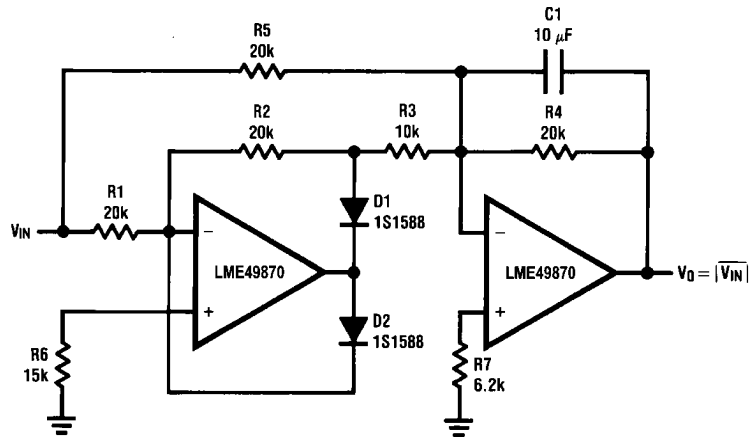 C1
10 µF
R5
20k
R2
20k
R3
10k
R4
20k
R1
20k
D1
1S1588
VIN
−
LME49870
+
−
LME49870
+
VO = |VIN|
D2
1S1588
R6
15k
R7
6.2k